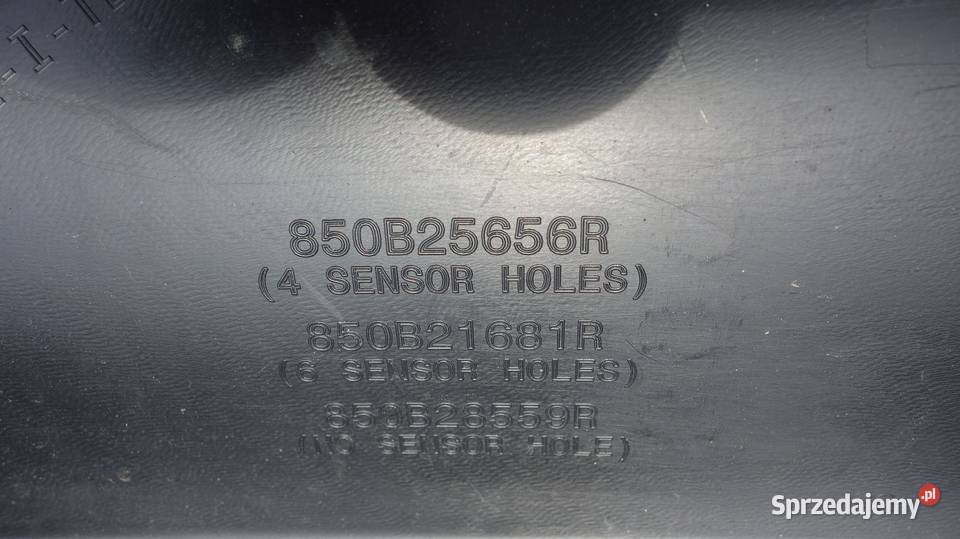 -I-
850B25656R
(4 SENSOR HOLES)
850B21681R
(6 SENSOR HOLES)
850B28559R
(NO SENSOR HOLE)
Sprzedajemy.pl